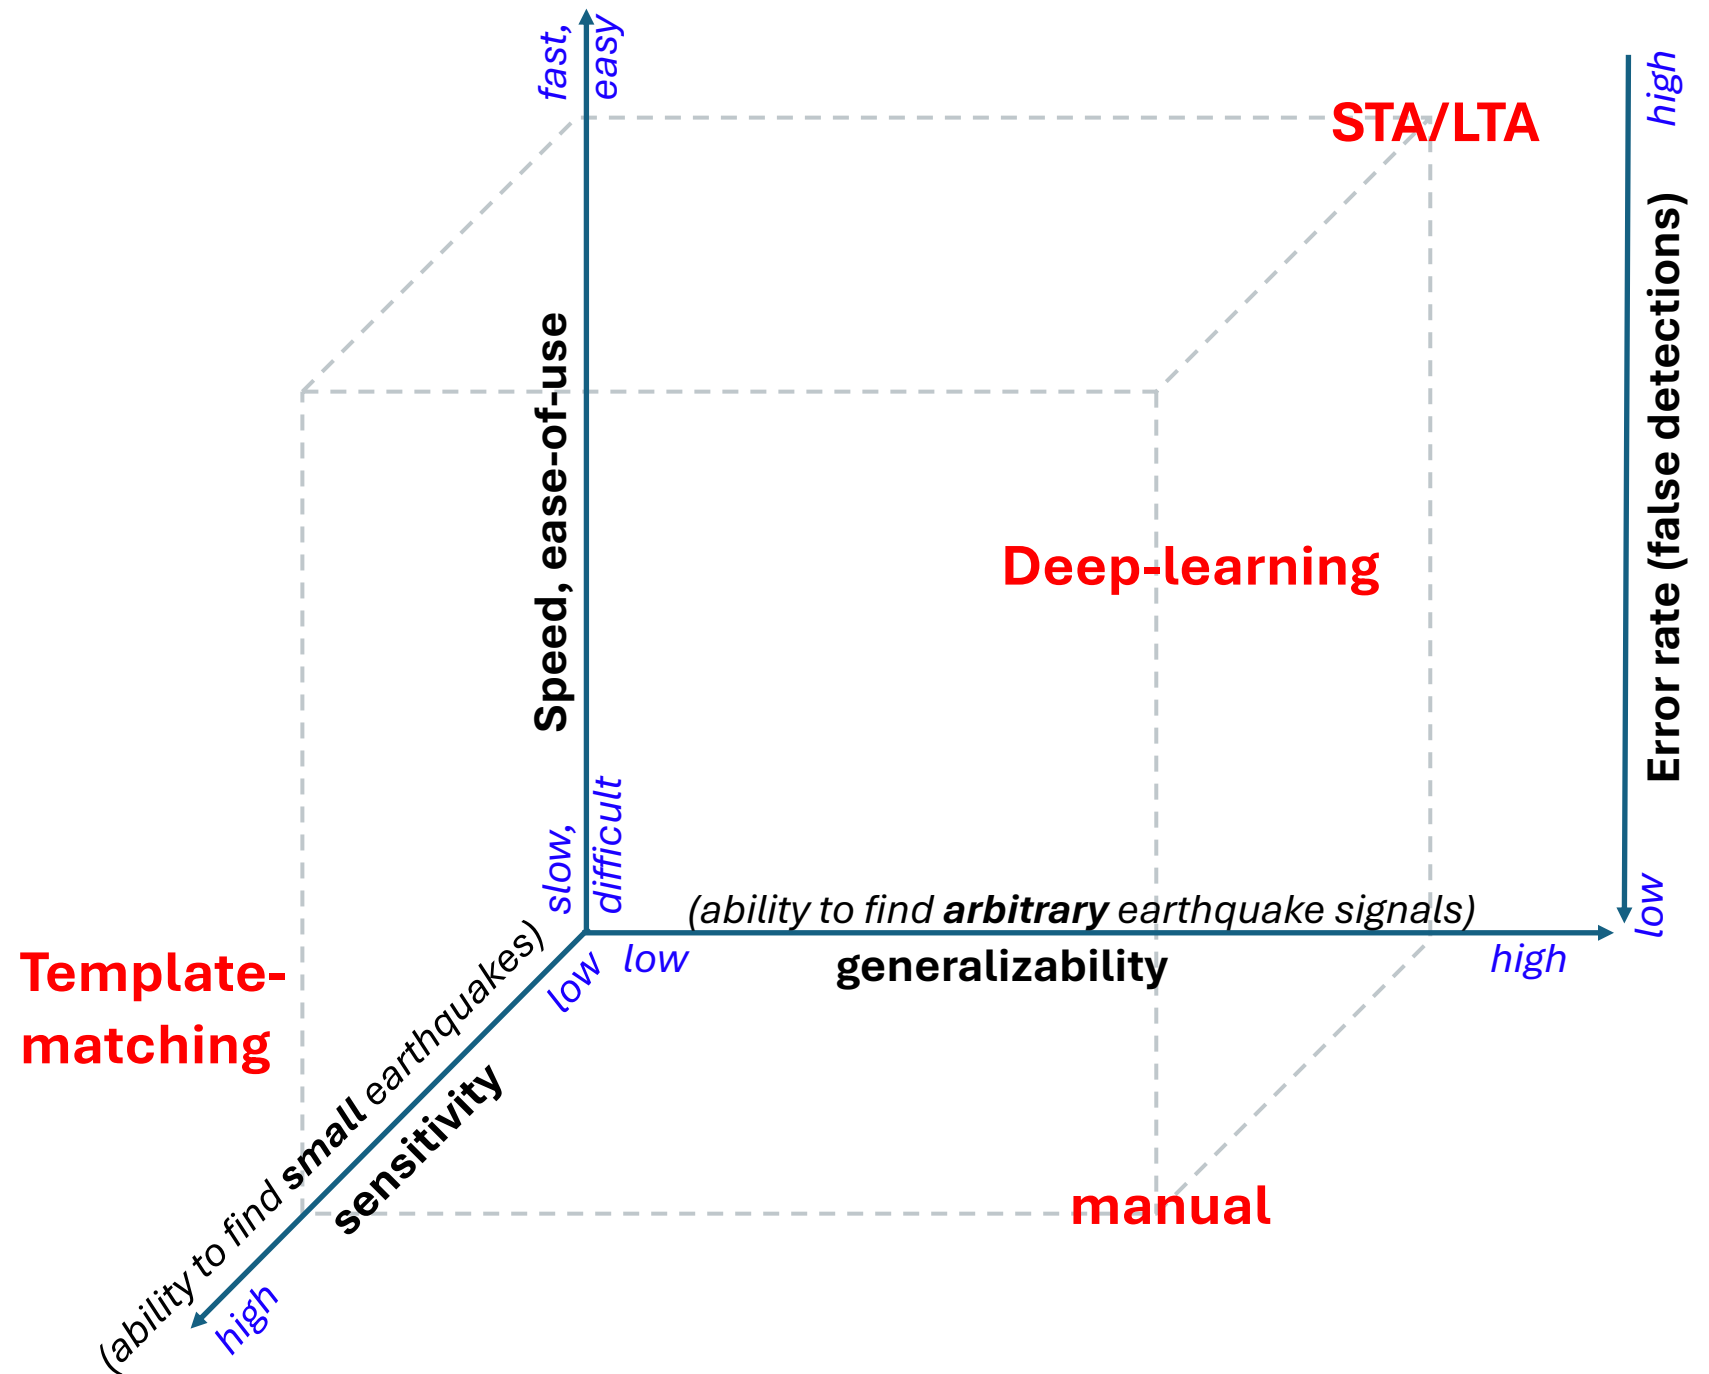 fast,
easy
high
STA/LTA
Speed, ease-of-use
Error rate (false detections)
Deep-learning
slow,
difficult
low
(ability to find arbitrary earthquake signals)
low
generalizability
high
Template-
matching
low
(ability to find small earthquakes)
sensitivity
high
manual